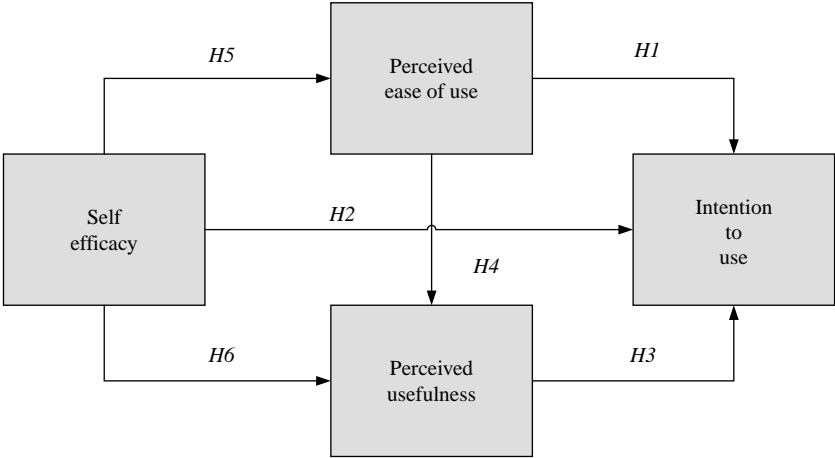 H5
Perceived
ease of use
H1
Self
efficacy
H2
Intention
to
use
H4
H6
Perceived
usefulness
H3